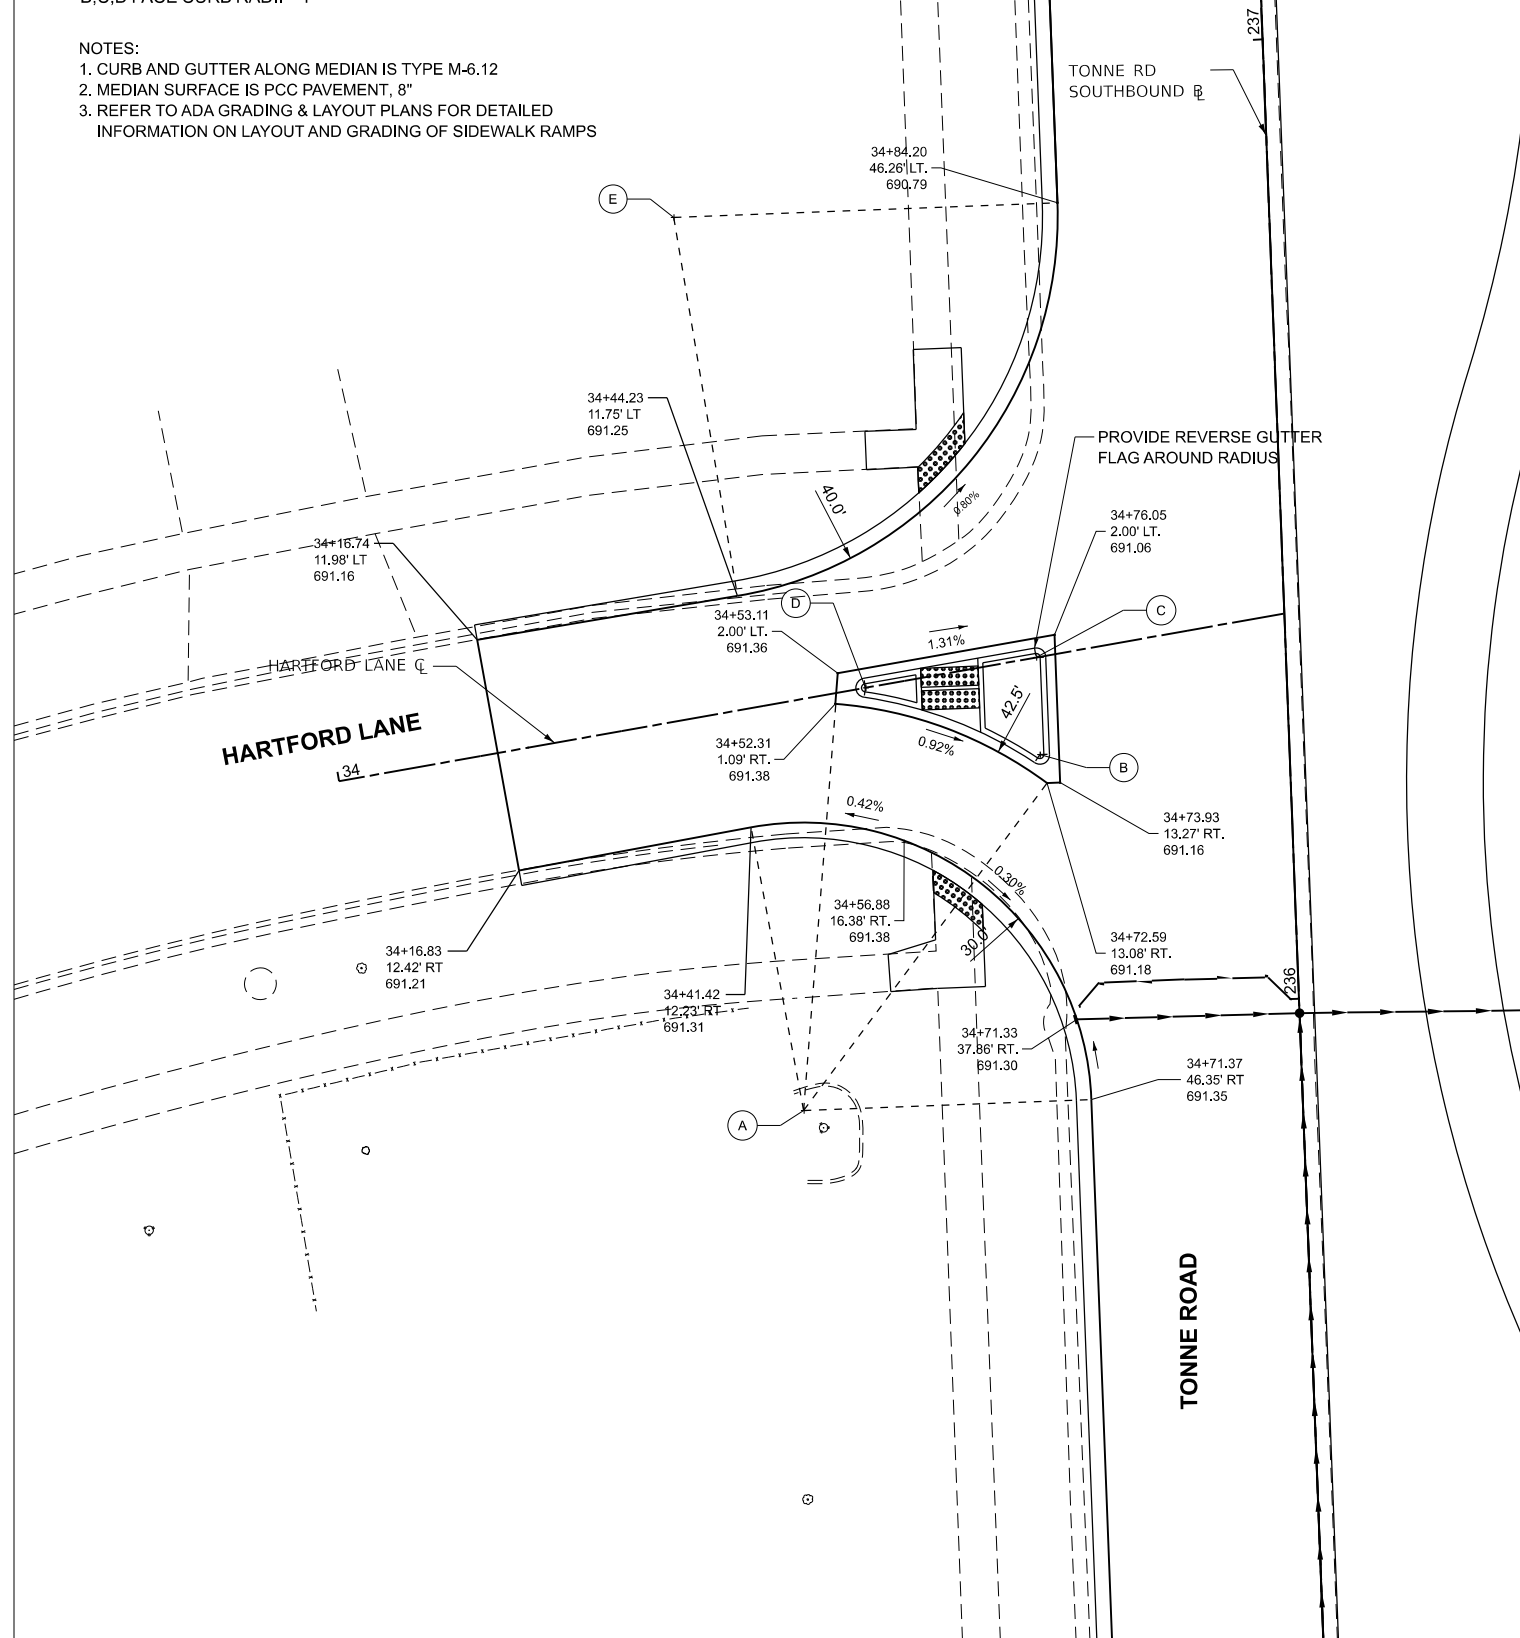 NOTES:
1. CURB AND GUTTER ALONG MEDIAN IS TYPE M-6.12
2. MEDIAN SURFACE IS PCC PAVEMENT, 8"
3. REFER TO ADA GRADING & LAYOUT PLANS FOR DETAILED
INFORMATION ON LAYOUT AND GRADING OF SIDEWALK RAMPS
237
TONNE RD
SOUTHBOUND ⅊
34+84.20
46.26' LT.
690.79
E
34+44.23
11.75' LT
691.25
PROVIDE REVERSE GUTTER
FLAG AROUND RADIUS
40.0'
0.80%
34+76.05
2.00' LT.
691.06
34+16.74
11.98' LT
691.16
D
C
34+53.11
2.00' LT.
691.36
1.31%
HARTFORD LANE ℄
42.5'
HARTFORD LANE
34
34+52.31
1.09' RT.
691.38
0.92%
B
0.42%
34+73.93
13.27' RT.
691.16
0.30%
34+56.88
16.38' RT.
691.38
30.0'
34+72.59
13.08' RT.
691.18
34+16.83
12.42' RT
691.21
236
34+41.42
12.23' RT
691.31
34+71.33
37.86' RT.
691.30
34+71.37
46.35' RT
691.35
A
TONNE ROAD